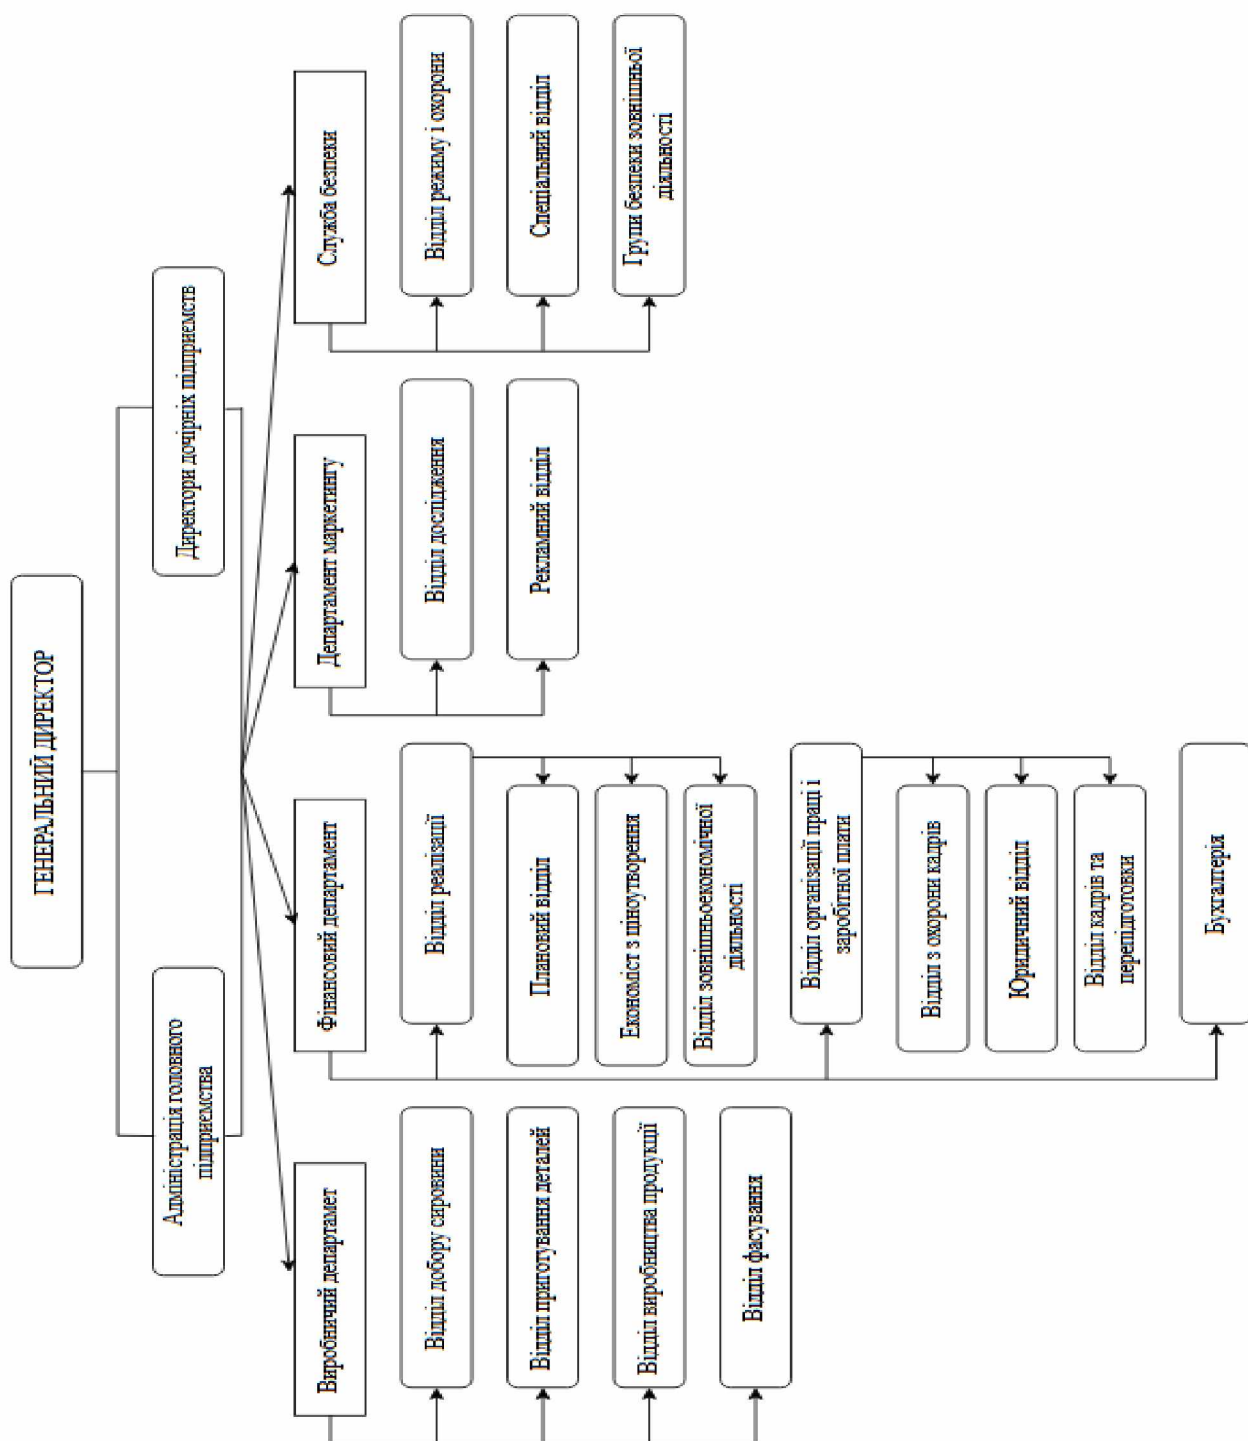 ГЕНЕРАЛЬНИЙ ДИРЕКТОР
Адміністрація головного
підприємства
Директори дочірніх підприємств
Виробничий департамет
Відділ добору сировини
Відділ приготування деталей
Відділ виробництва продукції
Відділ фасування
Фінансовий департамент
Відділ реалізації
Плановий відділ
Економіст з ціноутворення
Відділ зовнішньоекономічної
діяльності
Відділ організації праці і
заробітної плати
Відділ з охорони кадрів
Юридичний відділ
Відділ кадрів та
перепідготовки
Бухгалтерія
Департамент маркетингу
Відділ дослідження
Рекламний відділ
Служба безпеки
Відділ режиму і охорони
Спеціальний відділ
Групи безпеки зовнішньої
діяльності